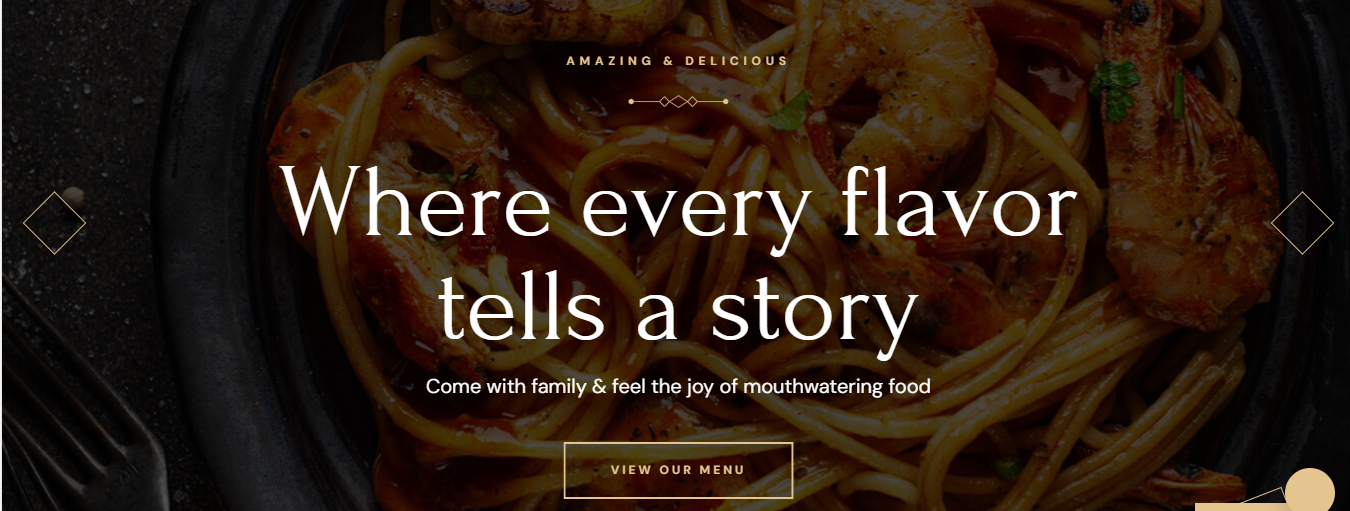 AMAZING & DELICIOUS
Where every flavor
tells a story
Come with family & feel the joy of mouthwatering food
VIEW OUR MENU